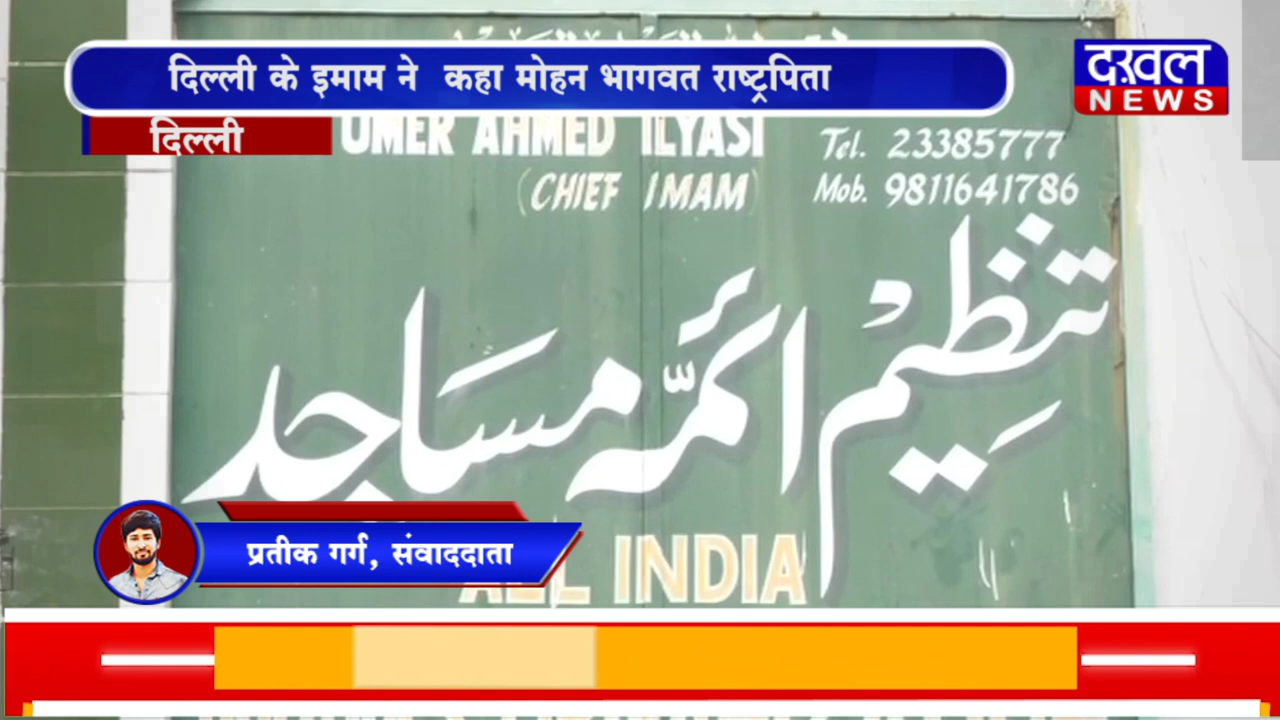 दिल्ली के इमाम ने कहा मोहन भागवत राष्ट्रपिता
दख़ल
NEWS
दिल्ली
UMER AHMED ILYASI
Tel. 23385777
(CHIEF IMAM)
Mob. 9811641786
تنظیم ائمّہ مساجد
प्रतीक गर्ग, संवाददाता
ALL INDIA